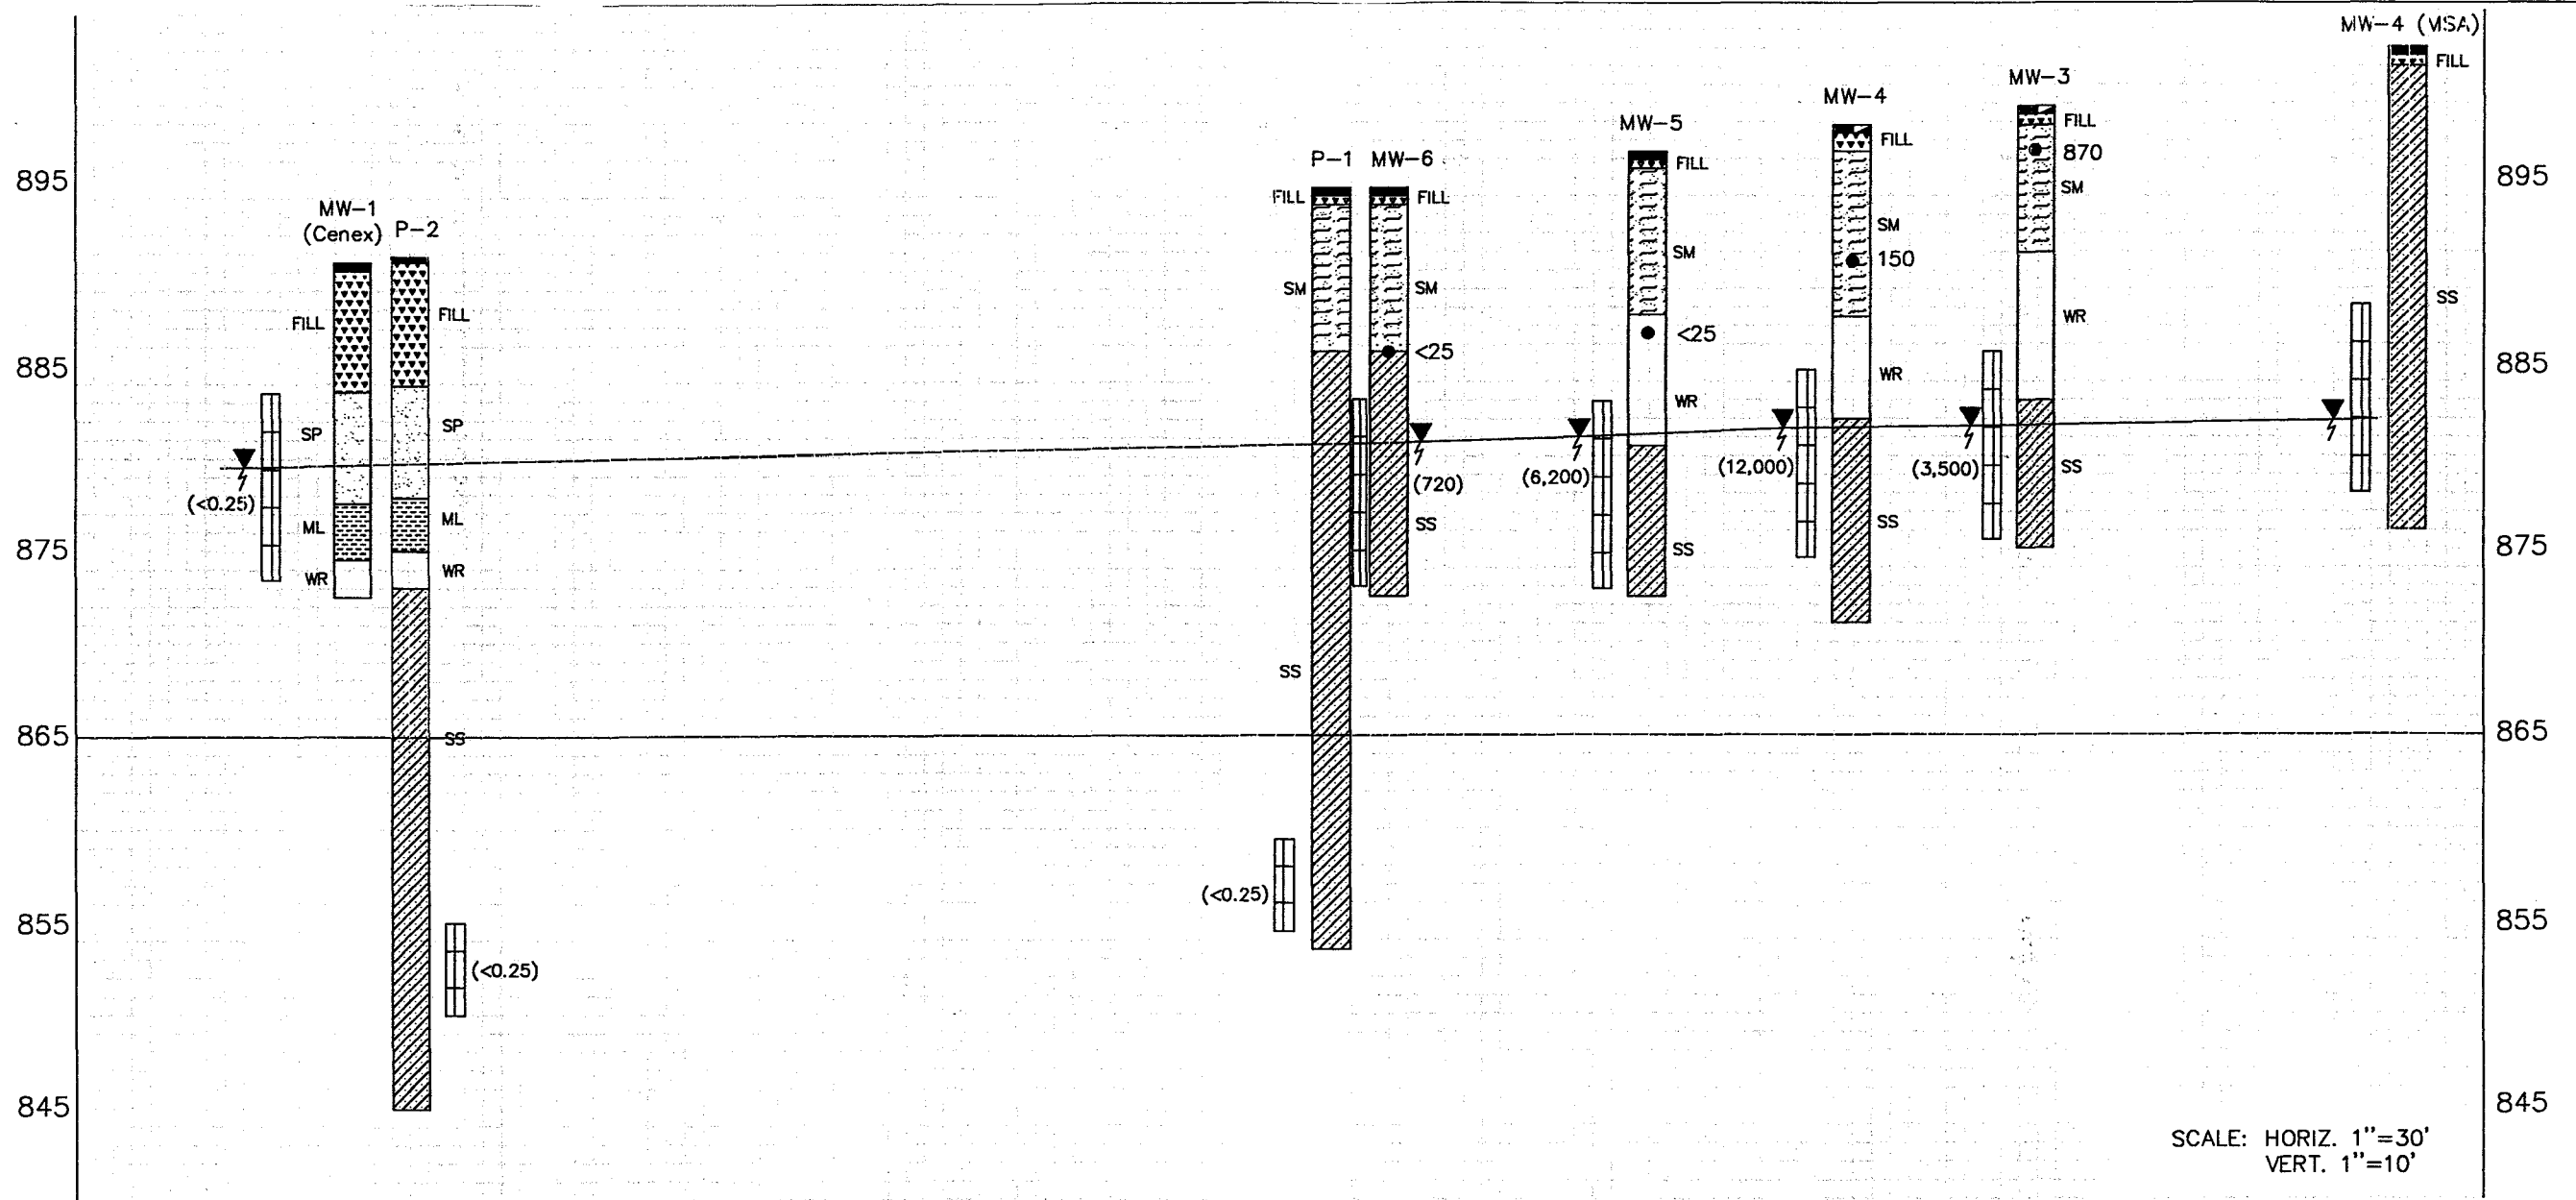 MW-4 (MSA)
FILL
MW-3
MW-4
FILL
870
SM
MW-5
FILL
P-1 MW-6
FILL
FILL
895
895
MW-1
(Cenex)
P-2
SM
150
SM
SM
SM
SS
FILL
FILL
WR
<25
<25
885
885
WR
WR
SP
SP
(<0.25)
(720)
(6,200)
(12,000)
(3,500)
SS
ML
ML
SS
SS
SS
875
875
WR
WR
SS
865
SS
865
(<0.25)
855
855
(<0.25)
845
845
SCALE: HORIZ. 1"=30'
VERT. 1"=10'